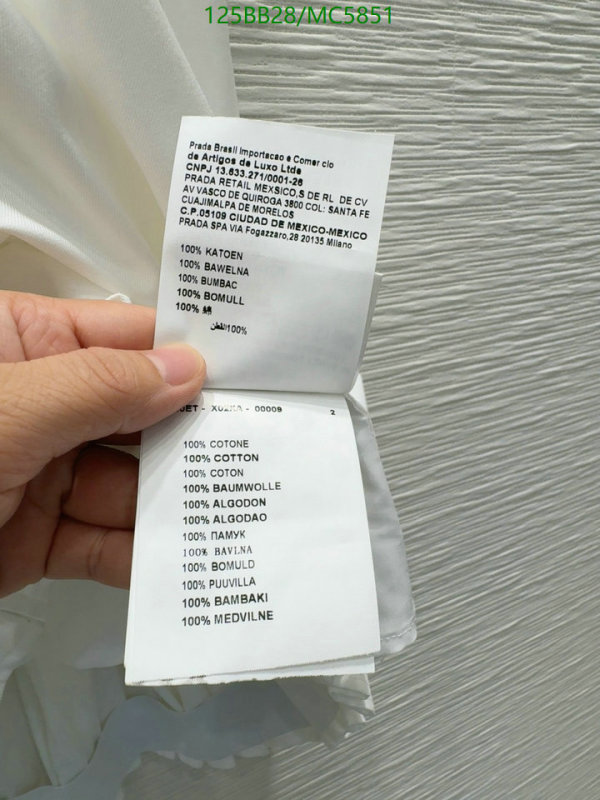 125BB28/MC5851
Prada Brasil Importacao e Comercio
de Artigos de Luxo Ltde
CNPJ 13.633.271/0001-26
PRADA RETAIL MEXSICO,S DE RL DE CV
AV VASCO DE QUIROGA 3800 COL: SANTA FE
CUAJIMALPA DE MORELOS
C.P.05109 CIUDAD DE MEXICO-MEXICO
PRADA SPA VIA Fogazzaro,28 20135 Milano
100% KATOEN
100% BAWELNA
100% BUMBAC
100% BOMULL
100% 綿
100%القطن
- 00009 2
100% COTONE
100% COTTON
100% COTON
100% BAUMWOLLE
100% ALGODON
100% ALGODAO
100% ПАМУК
100% BAVLNA
100% BOMULD
100% PUUVILLA
100% BAMBAKI
100% MEDVILNE